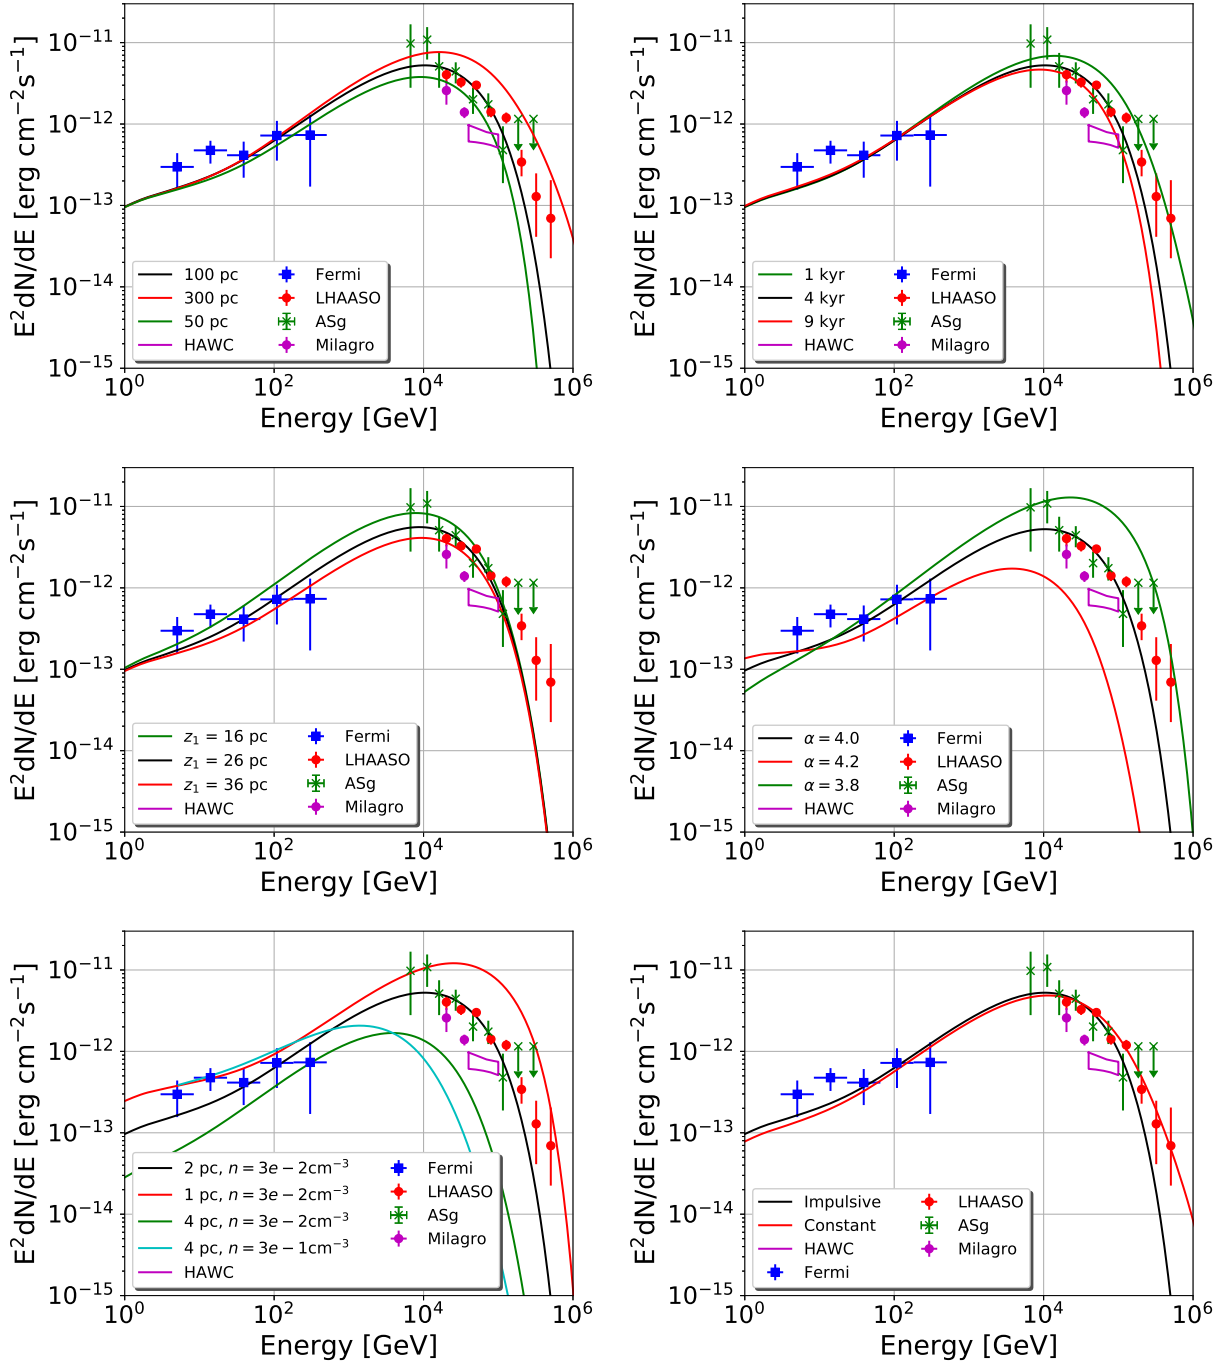 10⁻¹¹
10⁻¹²
10⁻¹³
10⁻¹⁴
10⁻¹⁵
E²dN/dE [erg cm⁻²s⁻¹]
100 pc
300 pc
50 pc
HAWC
Fermi
LHAASO
ASg
Milagro
10⁰ 10² 10⁴ 10⁶
Energy [GeV]
10⁻¹¹
10⁻¹²
10⁻¹³
10⁻¹⁴
10⁻¹⁵
E²dN/dE [erg cm⁻²s⁻¹]
1 kyr
4 kyr
9 kyr
HAWC
Fermi
LHAASO
ASg
Milagro
10⁰ 10² 10⁴ 10⁶
Energy [GeV]
10⁻¹¹
10⁻¹²
10⁻¹³
10⁻¹⁴
10⁻¹⁵
E²dN/dE [erg cm⁻²s⁻¹]
z₁ = 16 pc
z₁ = 26 pc
z₁ = 36 pc
HAWC
Fermi
LHAASO
ASg
Milagro
10⁰ 10² 10⁴ 10⁶
Energy [GeV]
10⁻¹¹
10⁻¹²
10⁻¹³
10⁻¹⁴
10⁻¹⁵
E²dN/dE [erg cm⁻²s⁻¹]
α = 4.0
α = 4.2
α = 3.8
HAWC
Fermi
LHAASO
ASg
Milagro
10⁰ 10² 10⁴ 10⁶
Energy [GeV]
10⁻¹¹
10⁻¹²
10⁻¹³
10⁻¹⁴
10⁻¹⁵
E²dN/dE [erg cm⁻²s⁻¹]
2 pc, n = 3e − 2cm⁻³
1 pc, n = 3e − 2cm⁻³
4 pc, n = 3e − 2cm⁻³
4 pc, n = 3e − 1cm⁻³
HAWC
Fermi
LHAASO
ASg
Milagro
10⁰ 10² 10⁴ 10⁶
Energy [GeV]
10⁻¹¹
10⁻¹²
10⁻¹³
10⁻¹⁴
10⁻¹⁵
E²dN/dE [erg cm⁻²s⁻¹]
Impulsive
Constant
HAWC
Fermi
LHAASO
ASg
Milagro
10⁰ 10² 10⁴ 10⁶
Energy [GeV]